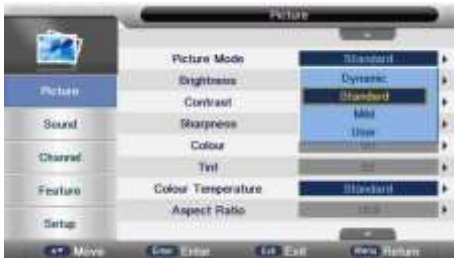 Picture
Picture Mode Standard
Dynamic
Brightness
Standard
Picture
Contrast
Mild
Sound
Sharpness
User
Colour
Channel
Tint
Feature
Colour Temperature Standard
Aspect Ratio
Setup
Move Enter Enter Exit Exit Menu Return